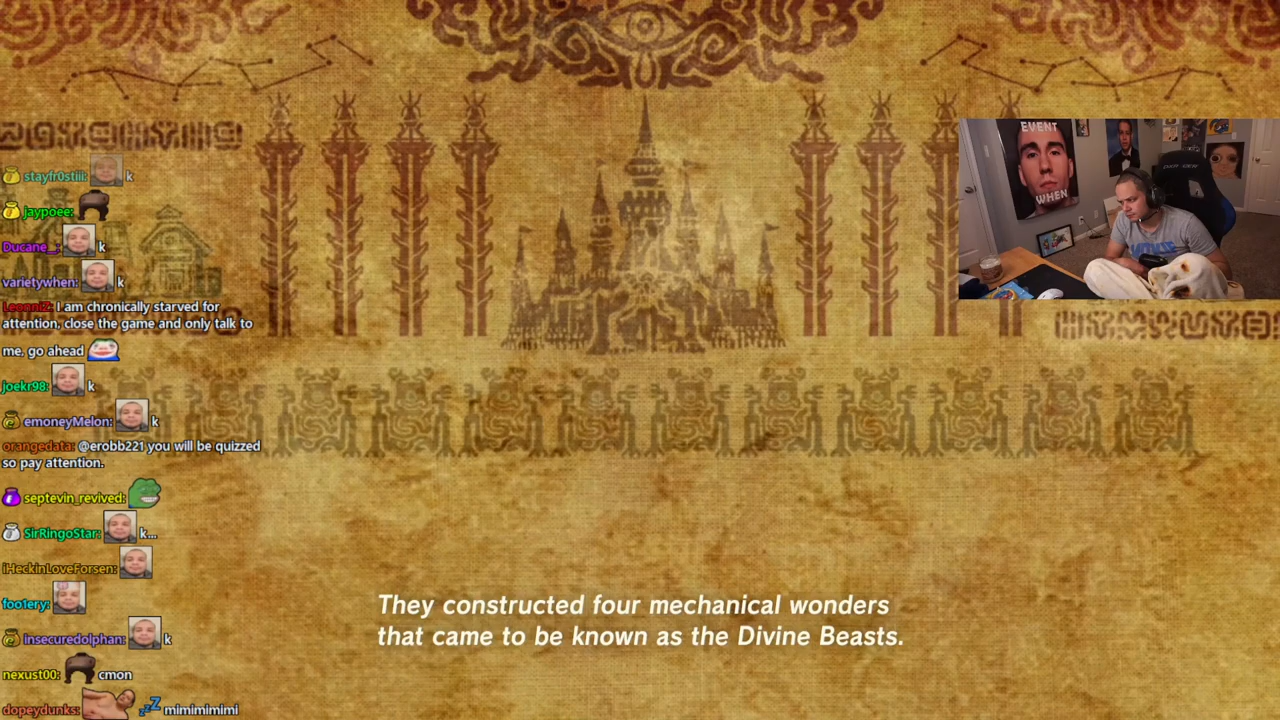 EVENT
WHEN
stayfr0stiii: k
jaypoee:
Ducane_: k
varietywhen: k
LeonniZ: I am chronically starved for
attention, close the game and only talk to
me, go ahead
joekr98: k
emoneyMelon: k
orangedata: @erobb221 you will be quizzed
so pay attention.
septevin_revived:
SirRingoStar: k...
iHeckinLoveForsen:
foo1ery:
insecuredolphan: k
nexust00: cmon
dopeydunks: mimimimimi
They constructed four mechanical wonders
that came to be known as the Divine Beasts.